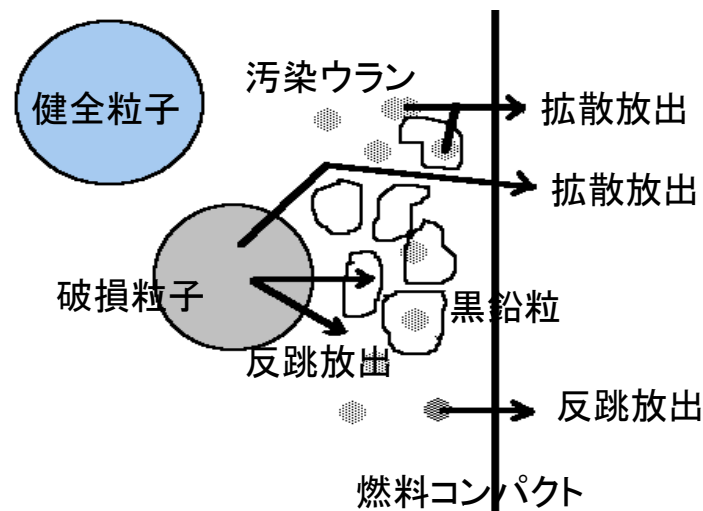 健全粒子
汚染ウラン
拡散放出
拡散放出
破損粒子
黒鉛粒
反跳放出
反跳放出
燃料コンパクト